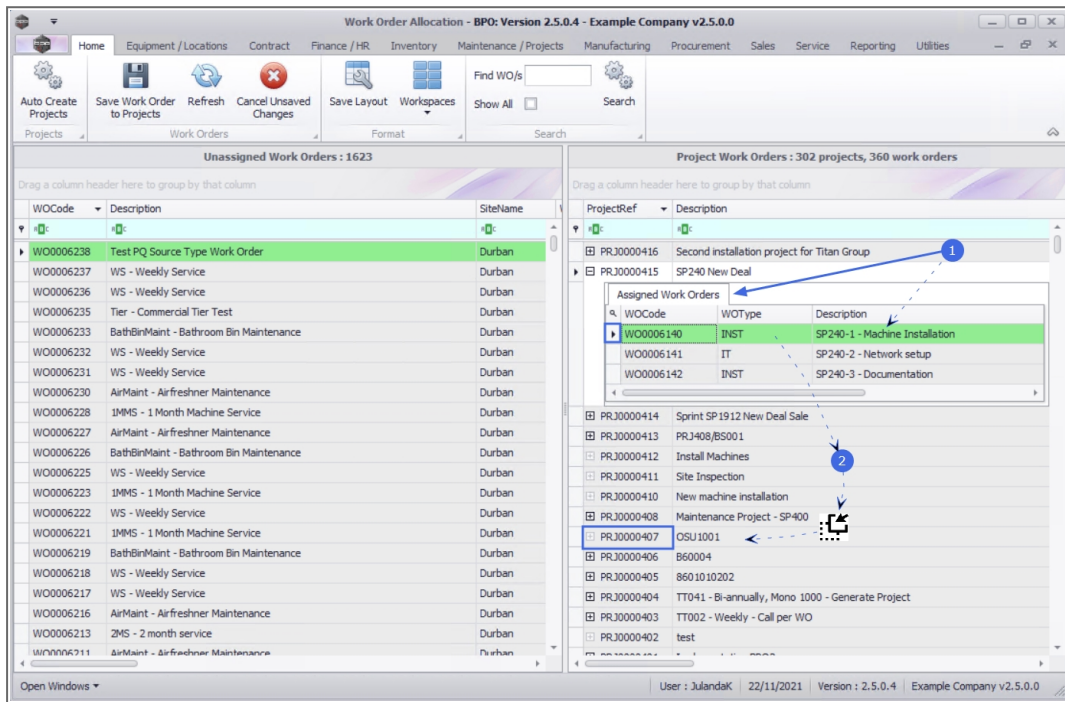 Work Order Allocation - BPO: Version 2.5.0.4 - Example Company v2.5.0.0
Home Equipment / Locations Contract Finance / HR Inventory Maintenance / Projects Manufacturing Procurement Sales Service Reporting Utilities
Auto Create Projects
Save Work Order to Projects
Refresh
Cancel Unsaved Changes
Save Layout
Workspaces
Find WO/s
Show All
Search
Projects Work Orders Format Search
Unassigned Work Orders : 1623
Drag a column header here to group by that column
WOCode Description SiteName
WO0006238 Test PQ Source Type Work Order Durban
WO0006237 WS - Weekly Service Durban
WO0006236 WS - Weekly Service Durban
WO0006235 Tier - Commercial Tier Test Durban
WO0006233 BathBinMaint - Bathroom Bin Maintenance Durban
WO0006232 WS - Weekly Service Durban
WO0006231 WS - Weekly Service Durban
WO0006230 AirMaint - Airfreshner Maintenance Durban
WO0006228 1MMS - 1 Month Machine Service Durban
WO0006227 AirMaint - Airfreshner Maintenance Durban
WO0006226 BathBinMaint - Bathroom Bin Maintenance Durban
WO0006225 WS - Weekly Service Durban
WO0006223 1MMS - 1 Month Machine Service Durban
WO0006222 WS - Weekly Service Durban
WO0006221 1MMS - 1 Month Machine Service Durban
WO0006219 BathBinMaint - Bathroom Bin Maintenance Durban
WO0006218 WS - Weekly Service Durban
WO0006217 WS - Weekly Service Durban
WO0006216 AirMaint - Airfreshner Maintenance Durban
WO0006213 2MS - 2 month service Durban
WO0006211 AirMaint - Airfreshner Maintenance Durban
Project Work Orders : 302 projects, 360 work orders
Drag a column header here to group by that column
ProjectRef Description
PRJ0000416 Second installation project for Titan Group
1
PRJ0000415 SP240 New Deal
Assigned Work Orders
WOCode WOType Description
WO0006140 INST SP240-1 - Machine Installation
WO0006141 IT SP240-2 - Network setup
WO0006142 INST SP240-3 - Documentation
PRJ0000414 Sprint SP1912 New Deal Sale
PRJ0000413 PRJ408/BS001
PRJ0000412 Install Machines
2
PRJ0000411 Site Inspection
PRJ0000410 New machine installation
PRJ0000408 Maintenance Project - SP400
PRJ0000407 OSU1001
PRJ0000406 B60004
PRJ0000405 8601010202
PRJ0000404 TT041 - Bi-annually, Mono 1000 - Generate Project
PRJ0000403 TT002 - Weekly - Call per WO
PRJ0000402 test
Open Windows User : JulandaK 22/11/2021 Version : 2.5.0.4 Example Company v2.5.0.0